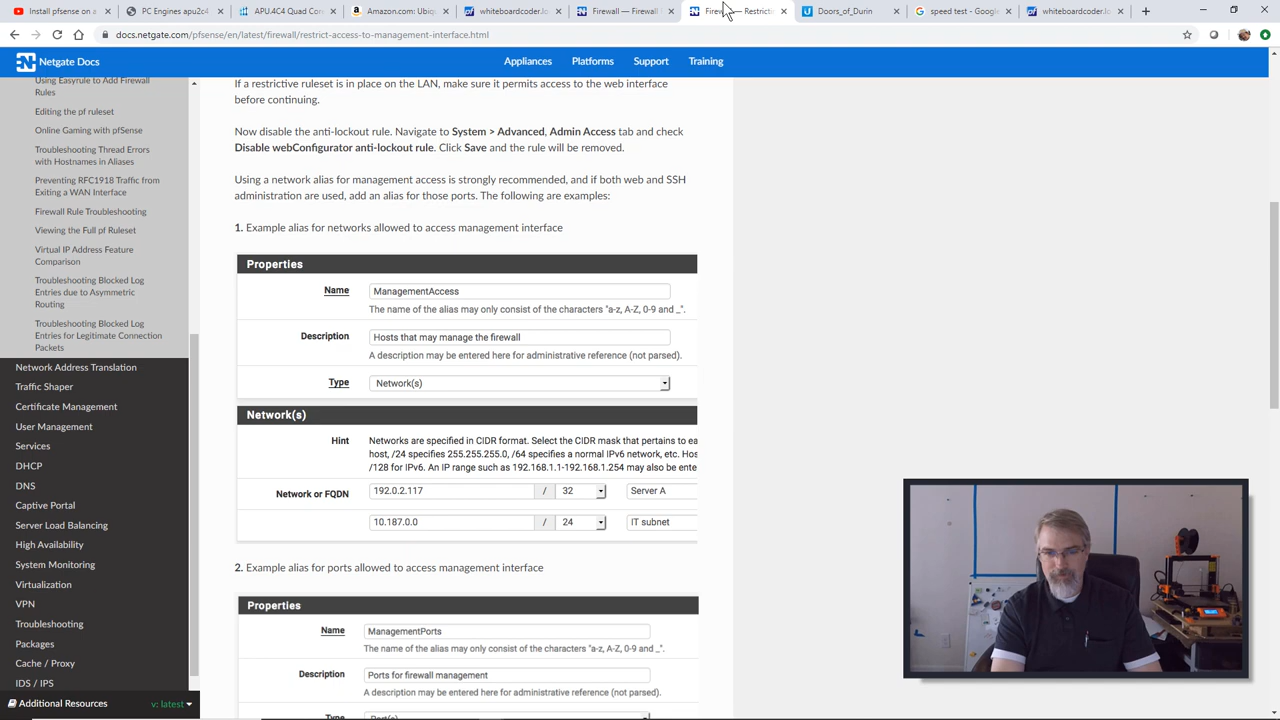 Install pfsense on a
PC Engines apu2c4
APU.4C4 Quad Cor
Amazon.com: Ubiq
whiteboardcoder.lo
Firewall — Firewall
Restricti
Doors_of_Durin
speed test - Google
whiteboardcoder.lo
docs.netgate.com/pfsense/en/latest/firewall/restrict-access-to-management-interface.html
Netgate Docs
Appliances
Platforms
Support
Training
Using Easyrule to Add Firewall
Rules
Editing the pf ruleset
Online Gaming with pfSense
Troubleshooting Thread Errors
with Hostnames in Aliases
Preventing RFC1918 Traffic from
Exiting a WAN Interface
Firewall Rule Troubleshooting
Viewing the Full pf Ruleset
Virtual IP Address Feature
Comparison
Troubleshooting Blocked Log
Entries due to Asymmetric
Routing
Troubleshooting Blocked Log
Entries for Legitimate Connection
Packets
Network Address Translation
Traffic Shaper
Certificate Management
User Management
Services
DHCP
DNS
Captive Portal
Server Load Balancing
High Availability
System Monitoring
Virtualization
VPN
Troubleshooting
Packages
Cache / Proxy
IDS / IPS
Additional Resources
v: latest
If a restrictive ruleset is in place on the LAN, make sure it permits access to the web interface
before continuing.
Now disable the anti-lockout rule. Navigate to System > Advanced, Admin Access tab and check
Disable webConfigurator anti-lockout rule. Click Save and the rule will be removed.
Using a network alias for management access is strongly recommended, and if both web and SSH
administration are used, add an alias for those ports. The following are examples:
1. Example alias for networks allowed to access management interface
Properties
Name ManagementAccess
The name of the alias may only consist of the characters "a-z, A-Z, 0-9 and _".
Description Hosts that may manage the firewall
A description may be entered here for administrative reference (not parsed).
Type Network(s)
Network(s)
Hint Networks are specified in CIDR format. Select the CIDR mask that pertains to ea
host, /24 specifies 255.255.255.0, /64 specifies a normal IPv6 network, etc. Hos
/128 for IPv6. An IP range such as 192.168.1.1-192.168.1.254 may also be ente
Network or FQDN 192.0.2.117 / 32 Server A
10.187.0.0 / 24 IT subnet
2. Example alias for ports allowed to access management interface
Properties
Name ManagementPorts
The name of the alias may only consist of the characters "a-z, A-Z, 0-9 and _".
Description Ports for firewall management
A description may be entered here for administrative reference (not parsed).
Type Port(s)